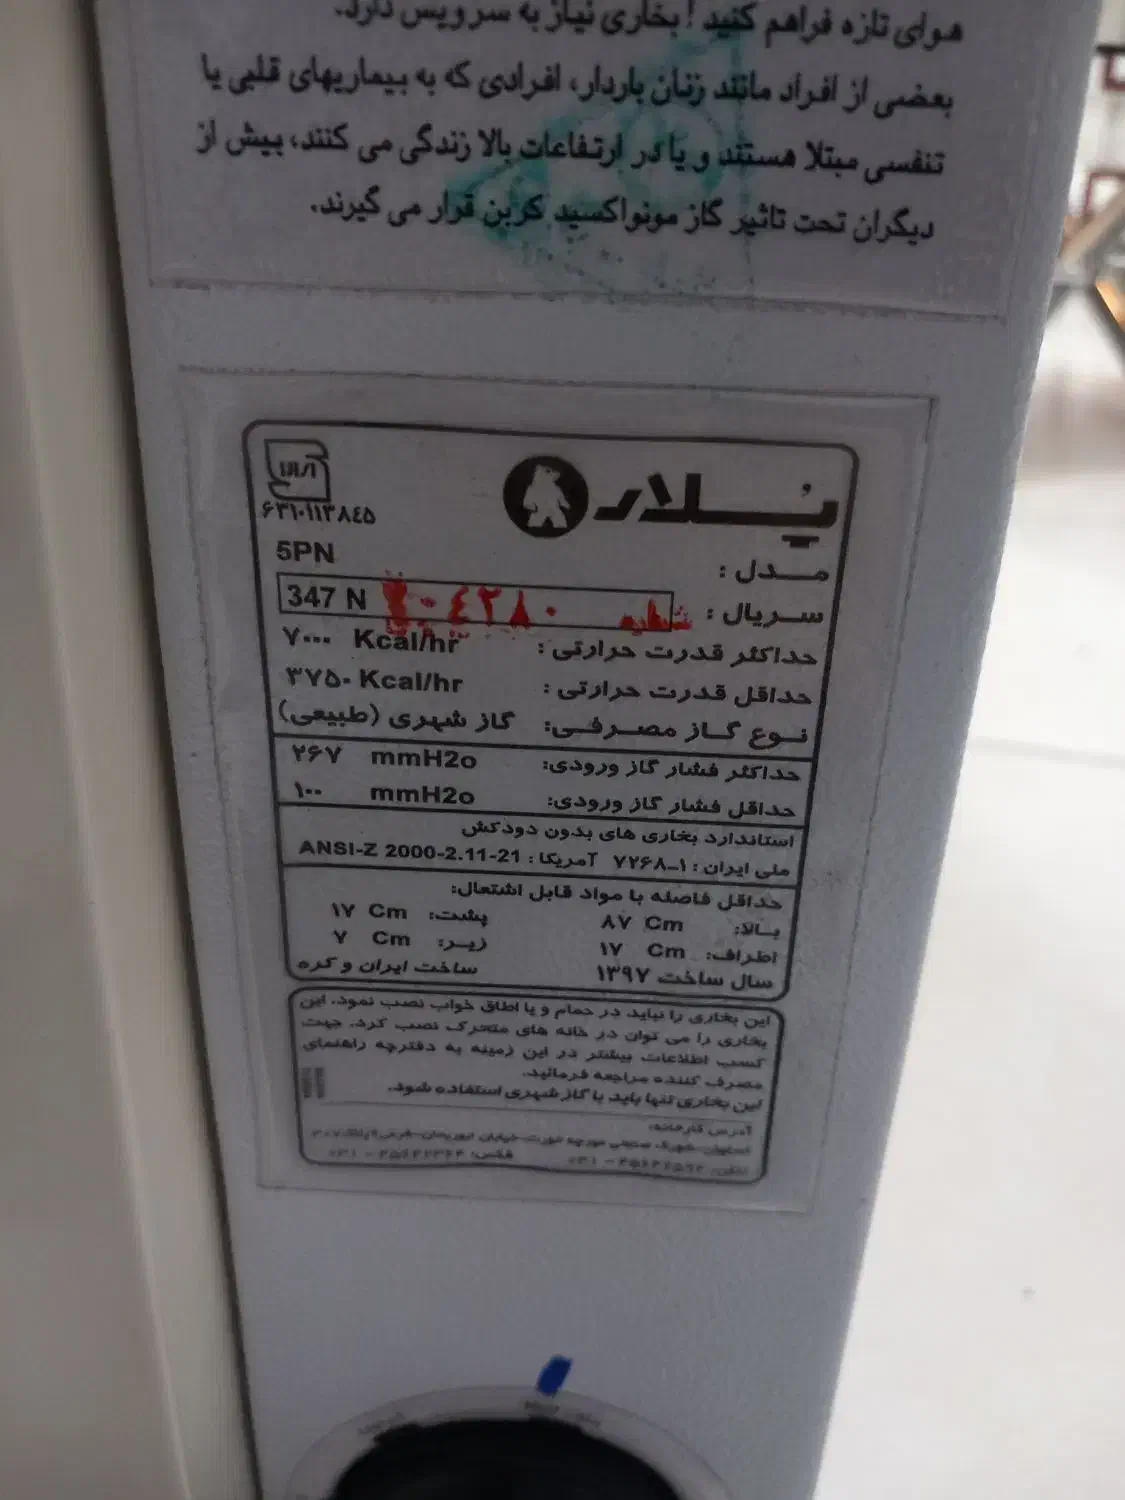 هوای تازه فراهم کنید ! بخاری نیاز به سرویس دارد.
بعضی از افراد مانند زنان باردار، افرادی که به بیماریهای قلبی یا
تنفسی مبتلا هستند و یا در ارتفاعات بالا زندگی می کنند، بیش از
دیگران تحت تاثیر گاز مونواکسید کربن قرار می گیرند.
پلار
۶۳۱۰۱۱۳۸٤۵
مدل : 5PN
سریال : 347 N ٠٤٢٨٠
حداکثر قدرت حرارتی : ۷۰۰۰ Kcal/hr
حداقل قدرت حرارتی : ۳۷۵۰ Kcal/hr
نوع گاز مصرفی: گاز شهری (طبیعی)
حداکثر فشار گاز ورودی: ۲۶۷ mmH2o
حداقل فشار گاز ورودی: ۱۰۰ mmH2o
استاندارد بخاری های بدون دودکش
ملی ایران : ۱ـ۷۲۶۸ آمریکا : ANSI-Z 2000-2.11-21
حداقل فاصله با مواد قابل اشتعال:
بالا: ۸۷ Cm پشت: ۱۷ Cm
اطراف: ۱۷ Cm زیر: ۷ Cm
سال ساخت ۱۳۹۷ ساخت ایران و کره
این بخاری را نباید در حمام و یا اطاق خواب نصب نمود. این
بخاری را می توان در خانه های متحرک نصب کرد. جهت
کسب اطلاعات بیشتر در این زمینه به دفترچه راهنمای
مصرف کننده مراجعه فرمائید.
این بخاری تنها باید با گاز شهری استفاده شود.
آدرس کارخانه: